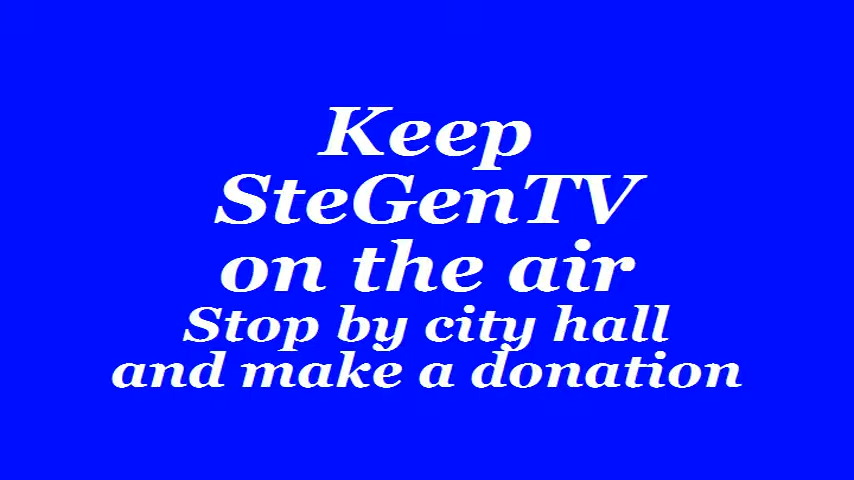 Keep
SteGenTV
on the air
Stop by city hall
and make a donation